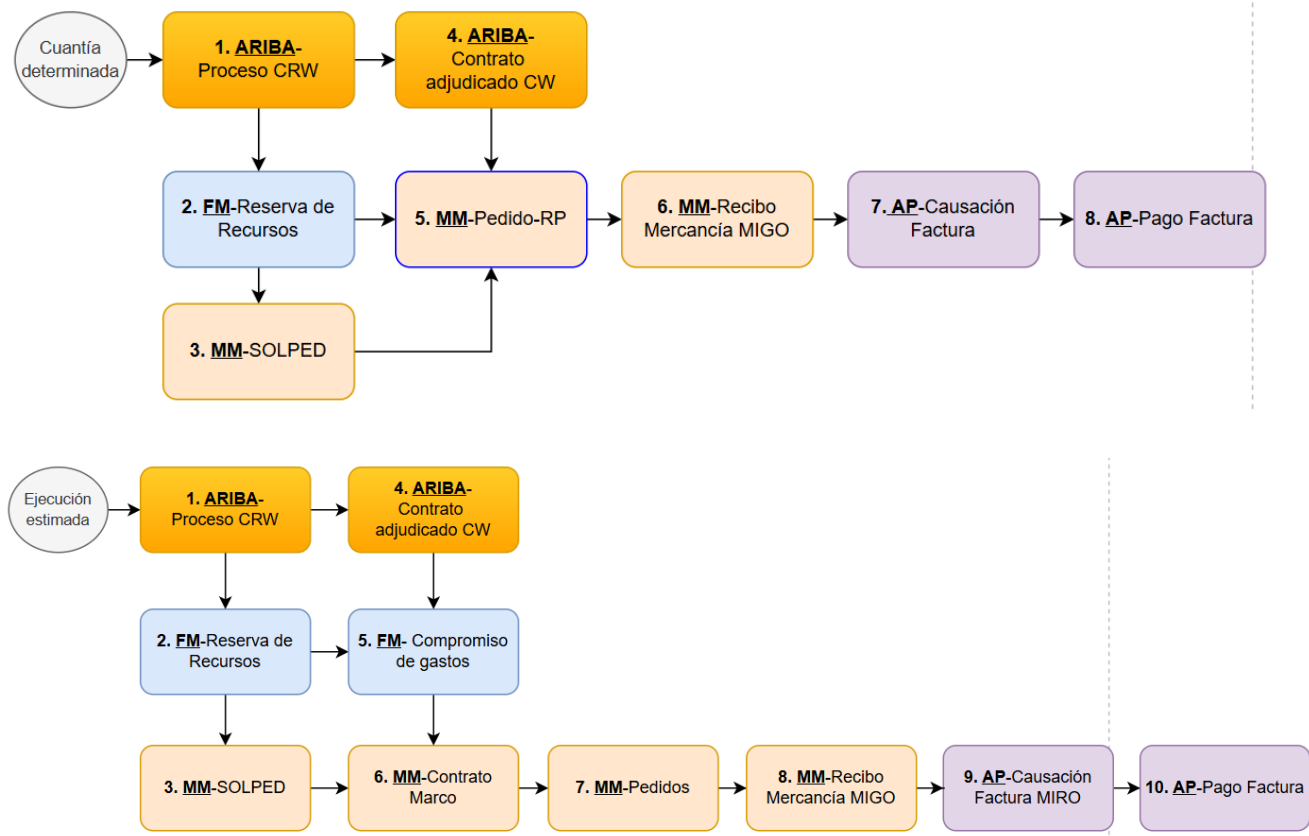 Cuantía
determinada
1. ARIBA-
Proceso CRW
4. ARIBA-
Contrato
adjudicado CW
2. FM-Reserva de
Recursos
5. MM-Pedido-RP
6. MM-Recibo
Mercancía MIGO
7. AP-Causación
Factura
8. AP-Pago Factura
3. MM-SOLPED
Ejecución
estimada
1. ARIBA-
Proceso CRW
4. ARIBA-
Contrato
adjudicado CW
2. FM-Reserva de
Recursos
5. FM- Compromiso
de gastos
3. MM-SOLPED
6. MM-Contrato
Marco
7. MM-Pedidos
8. MM-Recibo
Mercancía MIGO
9. AP-Causación
Factura MIRO
10. AP-Pago Factura